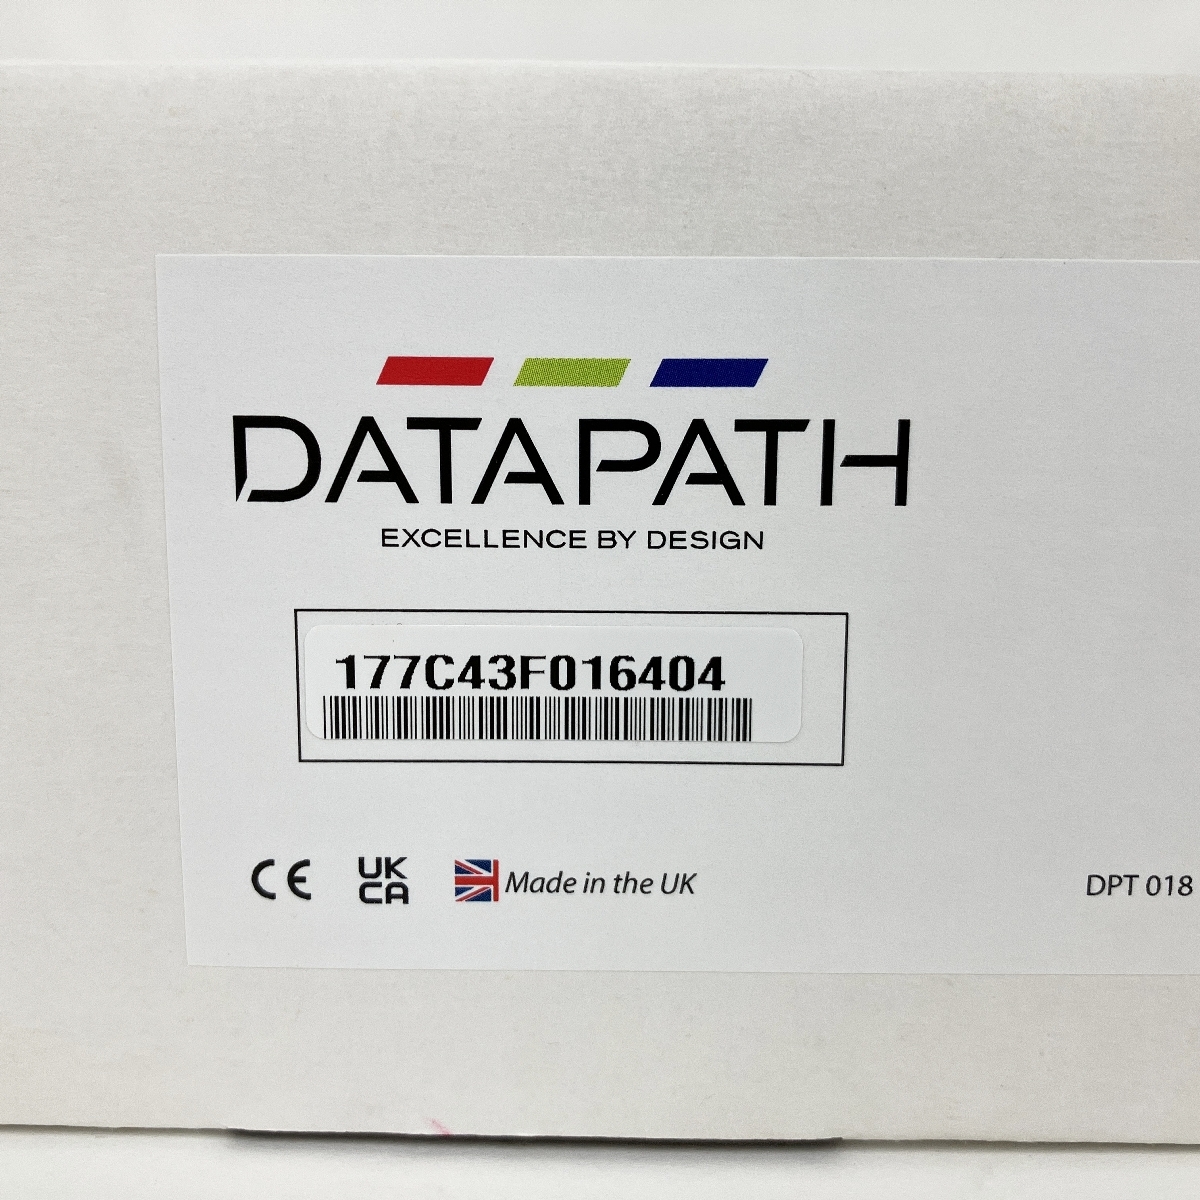 DATAPATH
EXCELLENCE BY DESIGN
177C43F016404
CE UK CA Made in the UK DPT 018